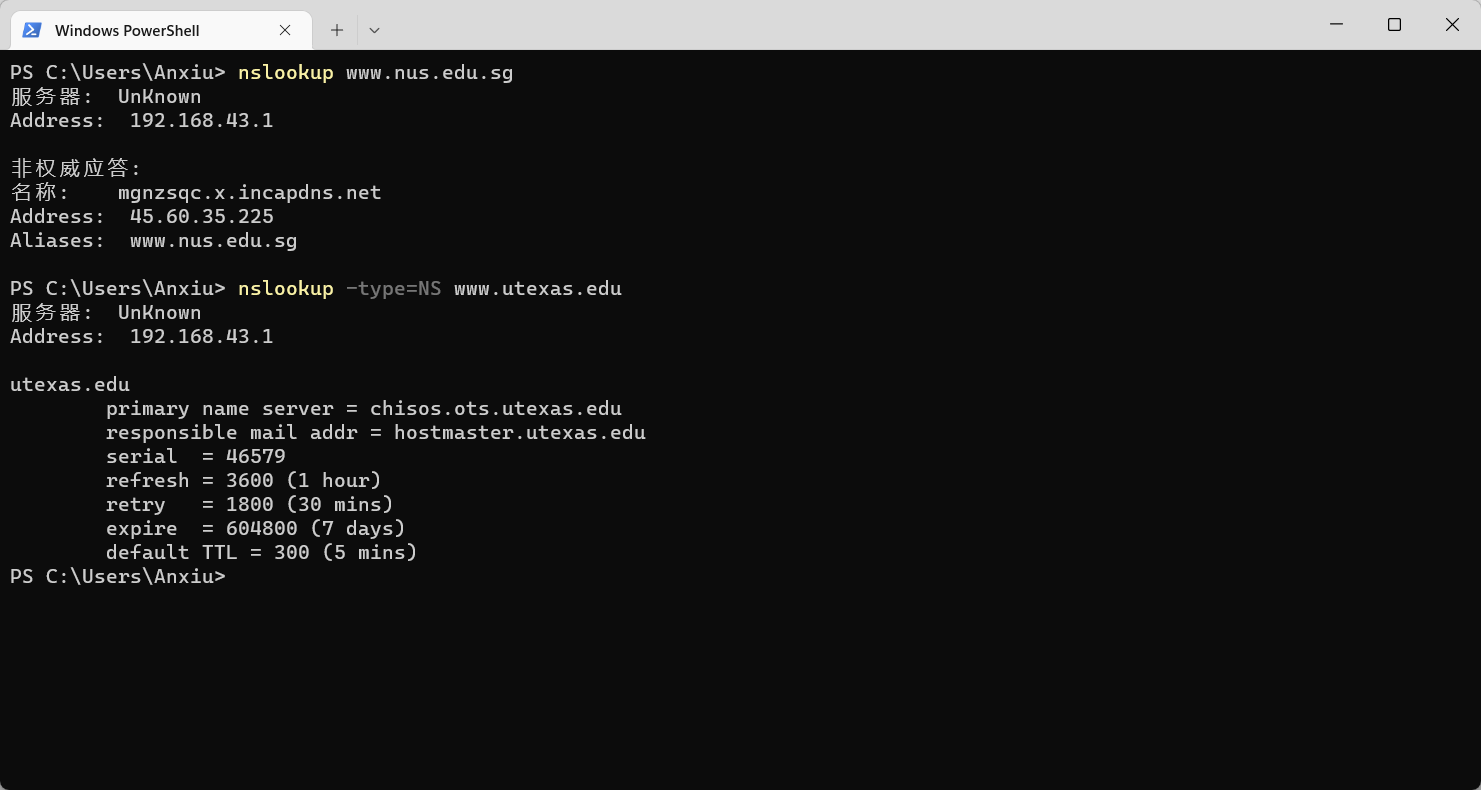 Windows PowerShell
PS C:\Users\Anxiu> nslookup www.nus.edu.sg
服务器:  UnKnown
Address:  192.168.43.1
非权威应答:
名称:    mgnzsqc.x.incapdns.net
Address:  45.60.35.225
Aliases:  www.nus.edu.sg
PS C:\Users\Anxiu> nslookup -type=NS www.utexas.edu
服务器:  UnKnown
Address:  192.168.43.1
utexas.edu
        primary name server = chisos.ots.utexas.edu
        responsible mail addr = hostmaster.utexas.edu
        serial  = 46579
        refresh = 3600 (1 hour)
        retry   = 1800 (30 mins)
        expire  = 604800 (7 days)
        default TTL = 300 (5 mins)
PS C:\Users\Anxiu>